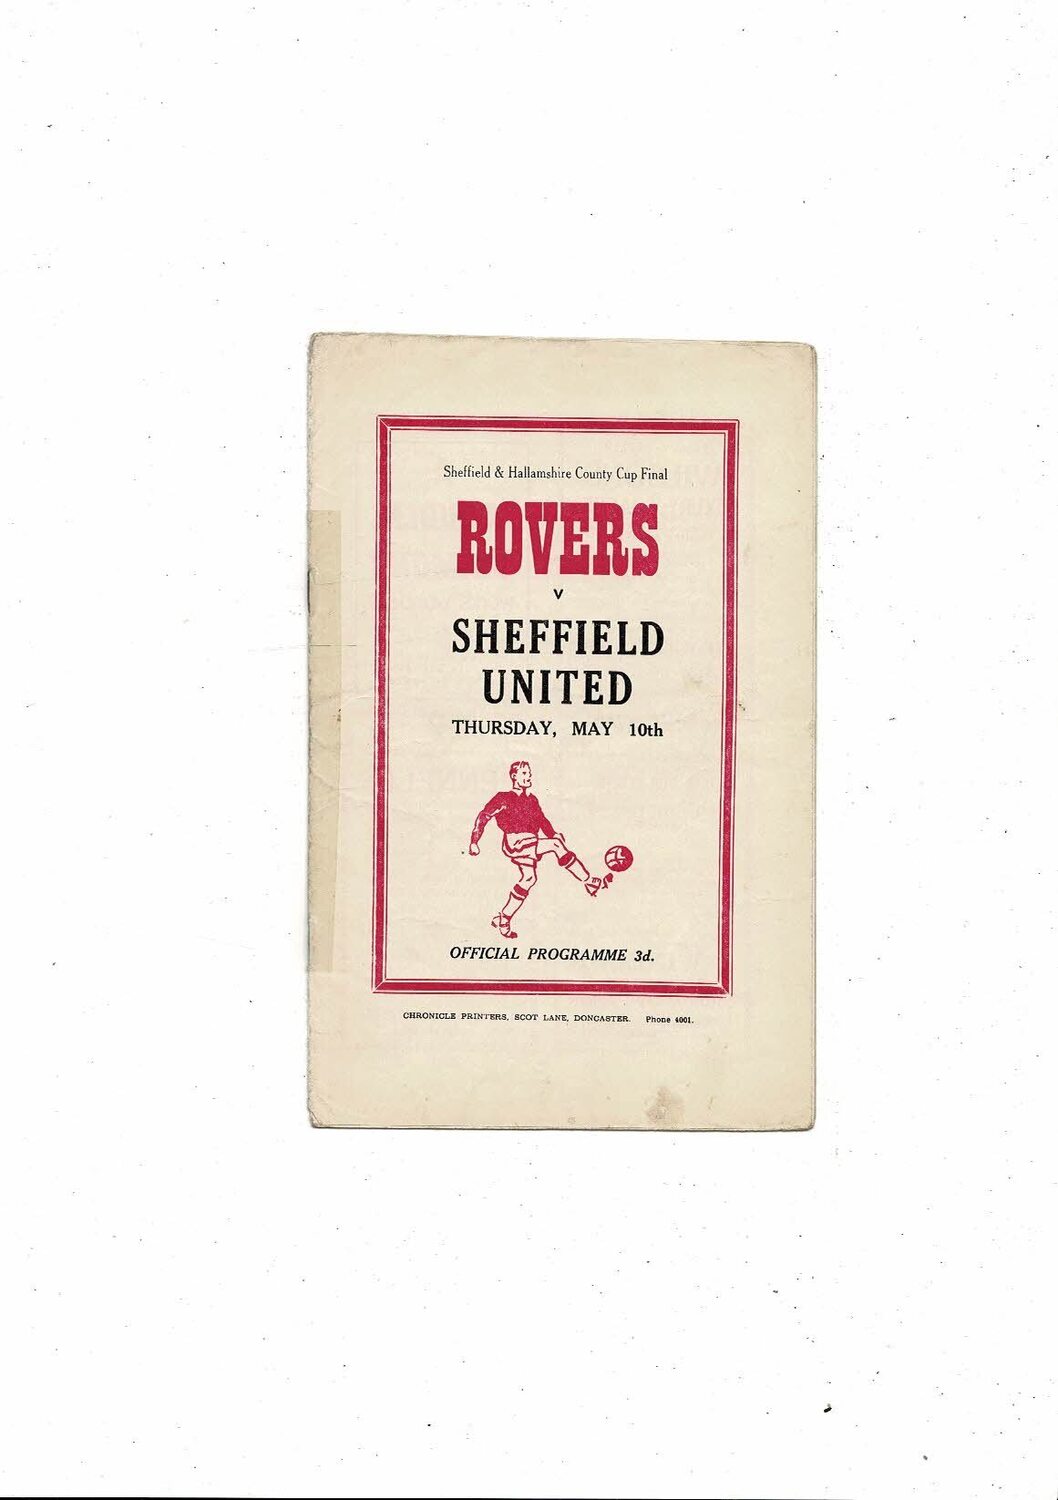 Sheffield & Hallamshire County Cup Final
ROVERS
v
SHEFFIELD
UNITED
THURSDAY, MAY 10th
OFFICIAL PROGRAMME 3d.
CHRONICLE PRINTERS, SCOT LANE, DONCASTER. Phone 4001.